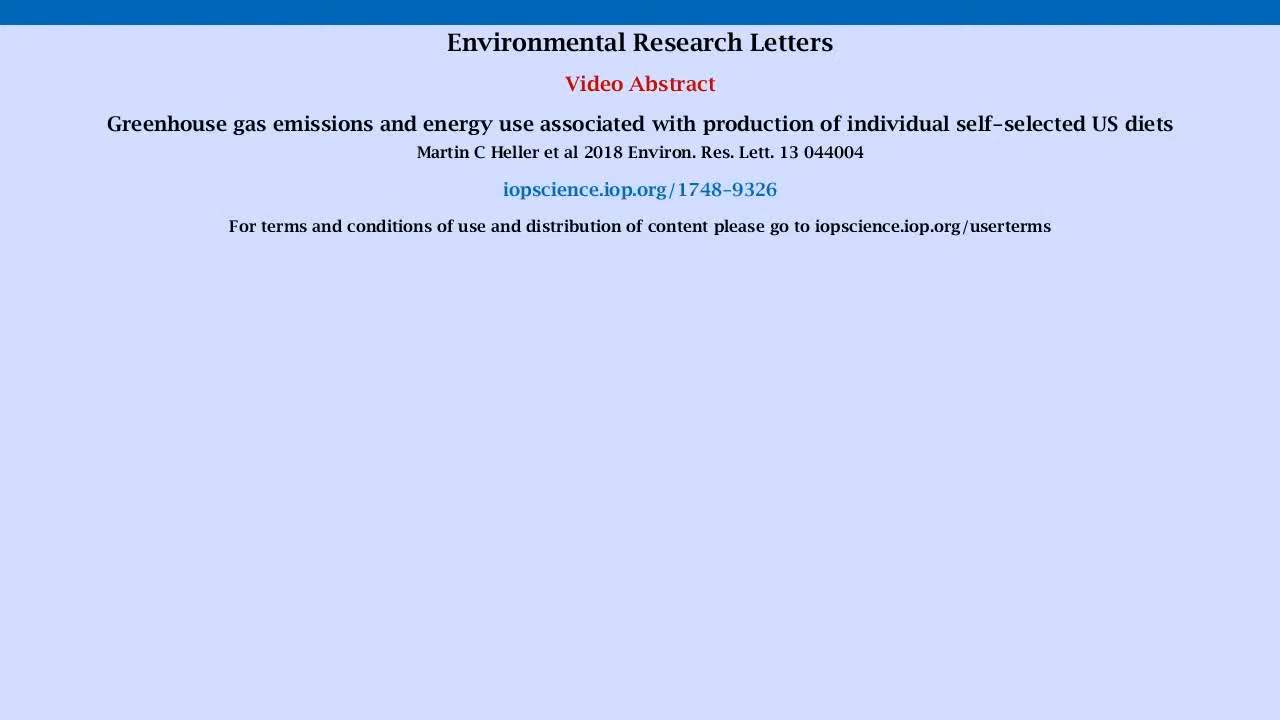 Environmental Research Letters
Video Abstract
Greenhouse gas emissions and energy use associated with production of individual self-selected US diets
Martin C Heller et al 2018 Environ. Res. Lett. 13 044004
iopscience.iop.org/1748-9326
For terms and conditions of use and distribution of content please go to iopscience.iop.org/userterms